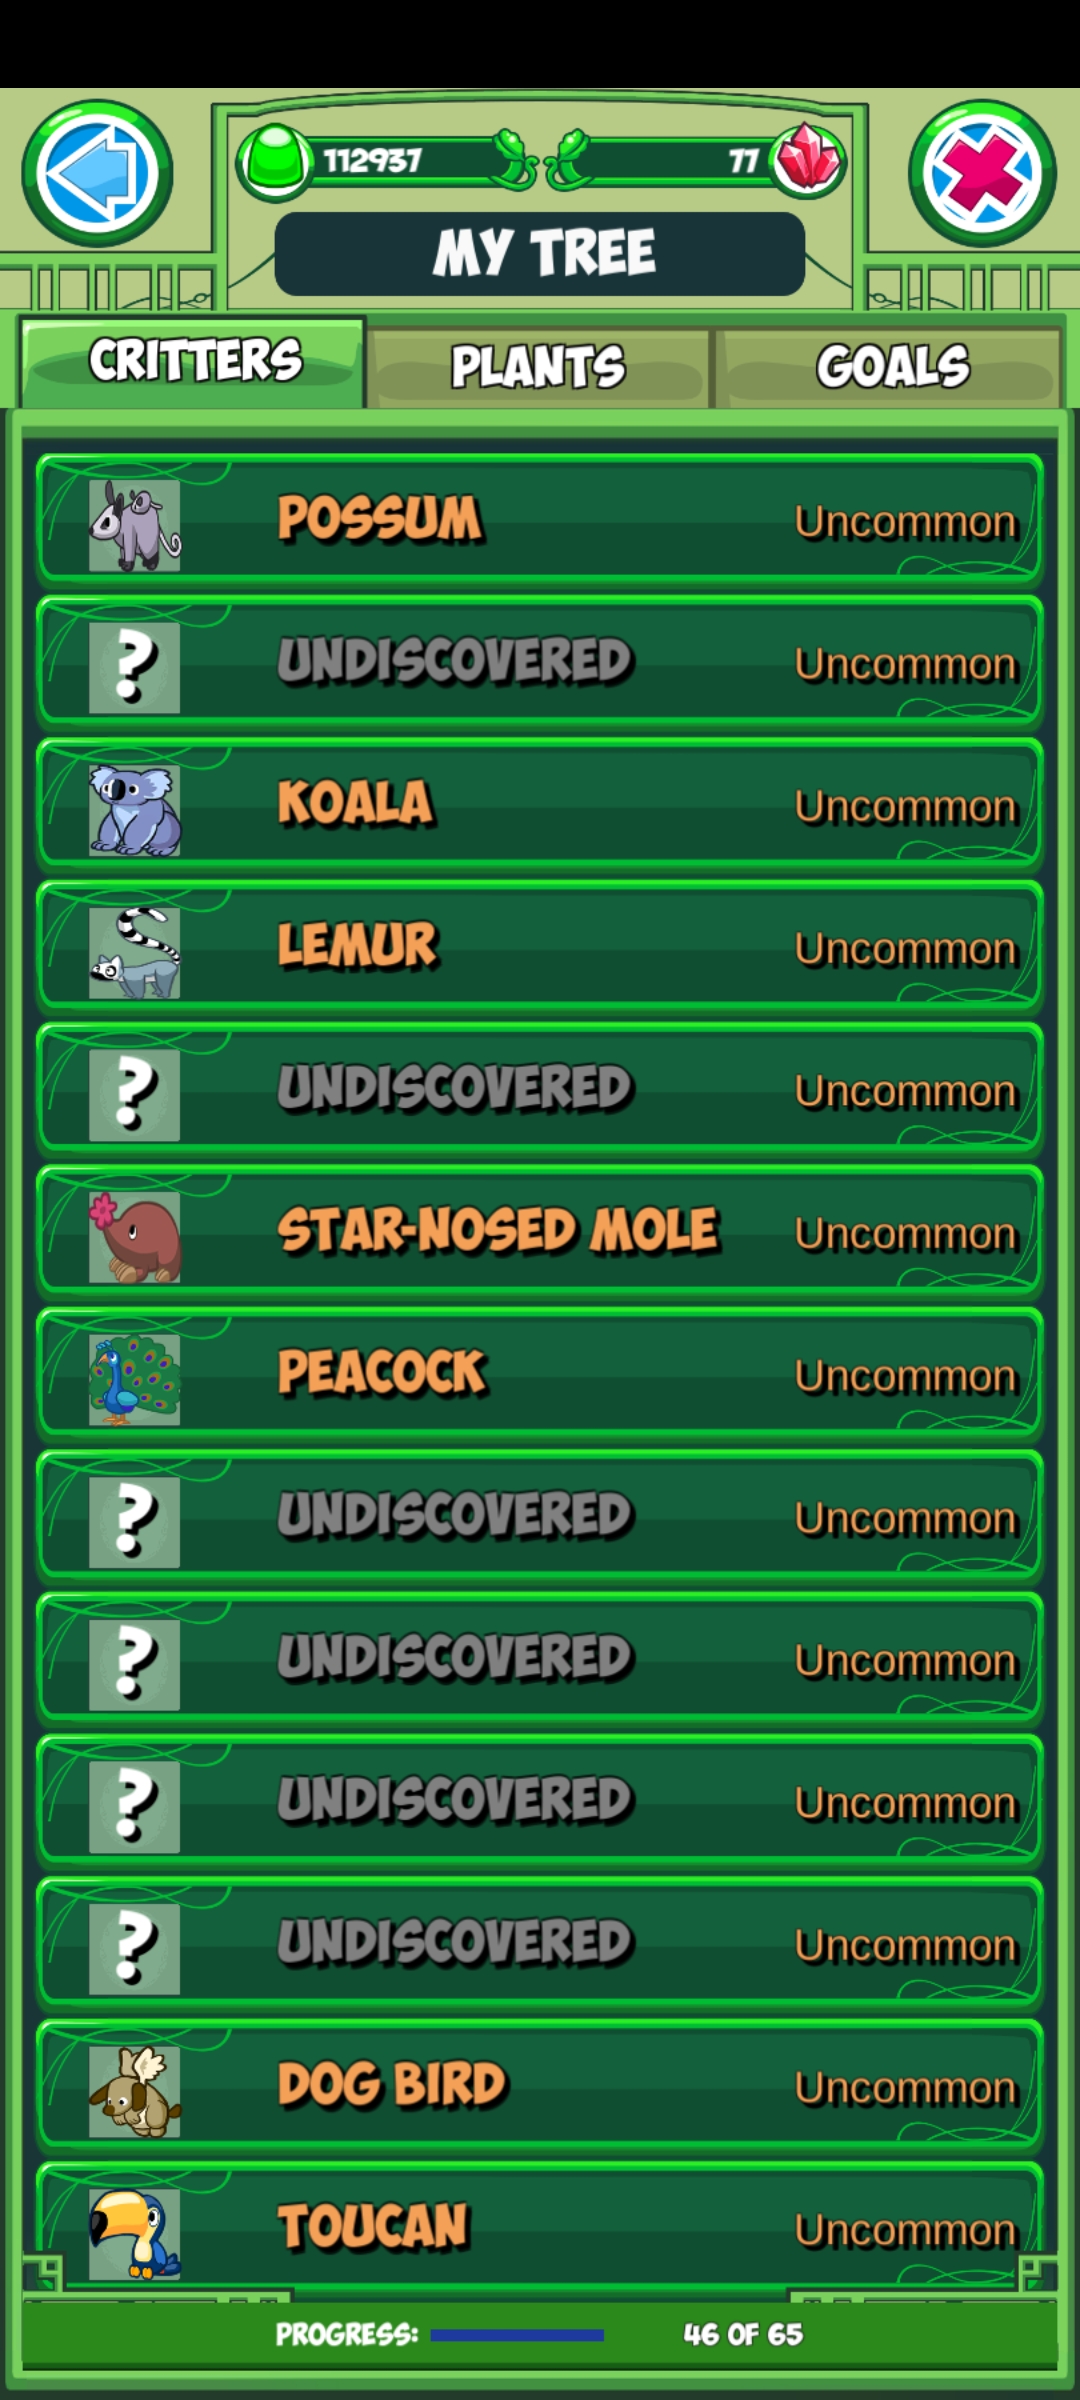 112937
77
MY TREE
CRITTERS
PLANTS
GOALS
POSSUM
Uncommon
?
UNDISCOVERED
Uncommon
KOALA
Uncommon
LEMUR
Uncommon
?
UNDISCOVERED
Uncommon
STAR-NOSED MOLE
Uncommon
PEACOCK
Uncommon
?
UNDISCOVERED
Uncommon
?
UNDISCOVERED
Uncommon
?
UNDISCOVERED
Uncommon
?
UNDISCOVERED
Uncommon
DOG BIRD
Uncommon
TOUCAN
Uncommon
PROGRESS:
46 OF 65